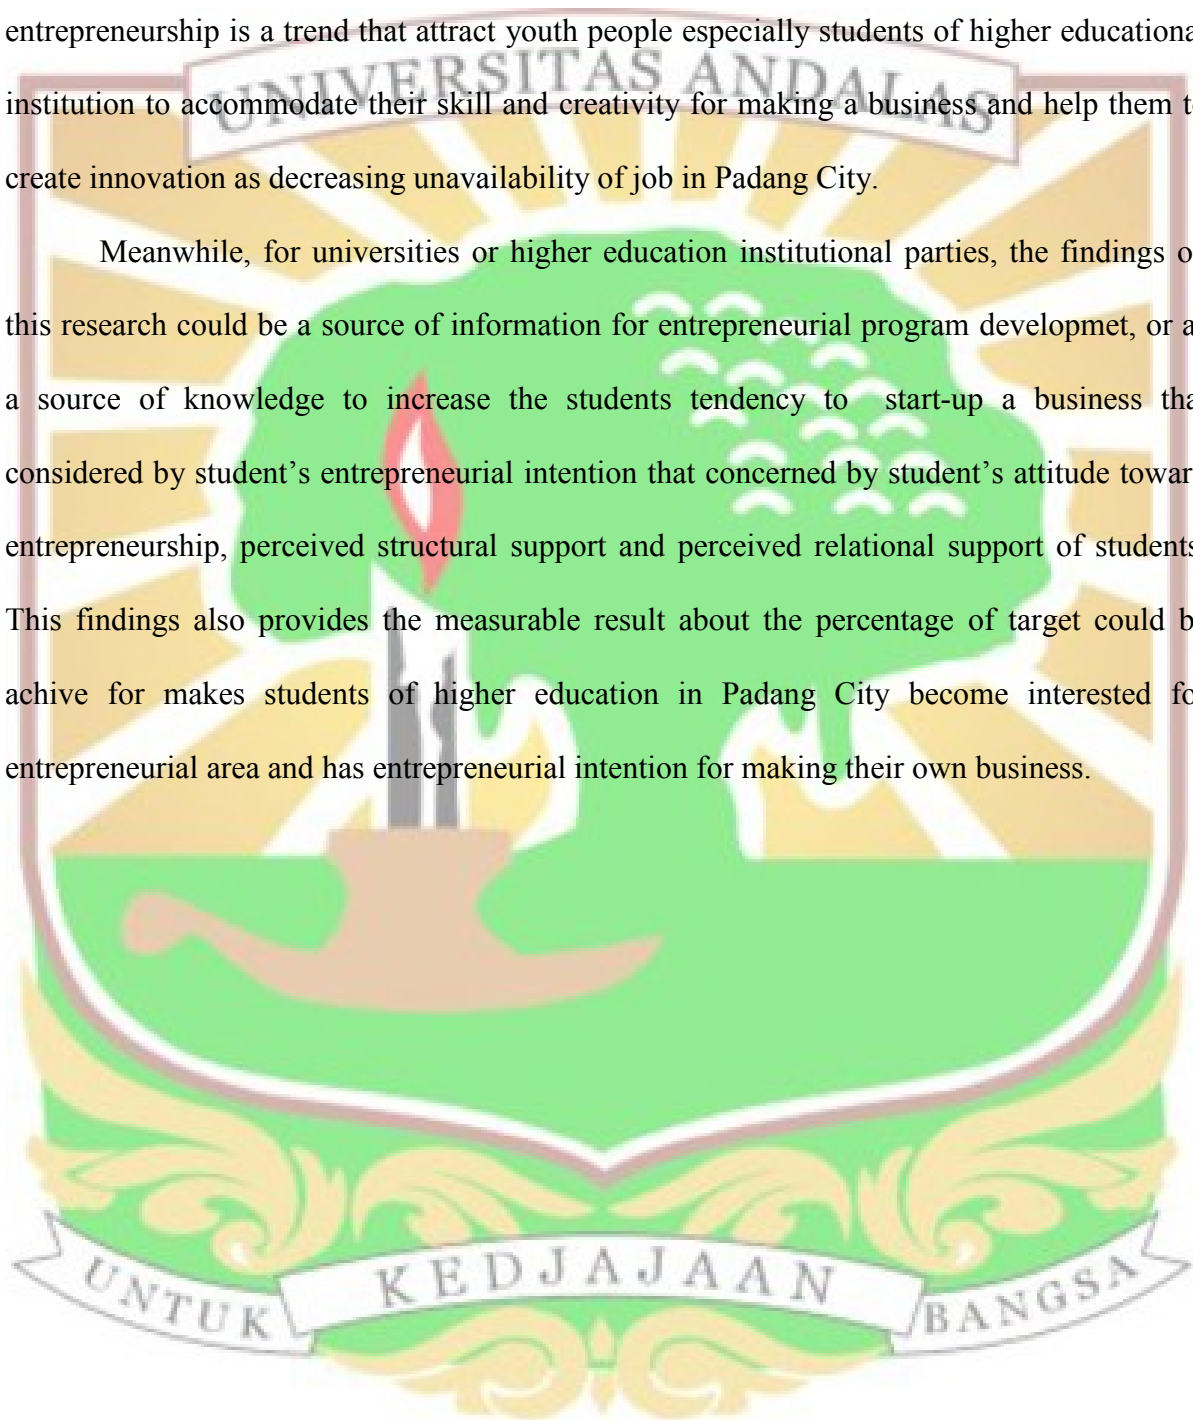 entrepreneurship is a trend that attract youth people especially students of higher educationa
UNIVERSITAS ANDALAS
institution to accommodate their skill and creativity for making a business and help them t
create innovation as decreasing unavailability of job in Padang City.
Meanwhile, for universities or higher education institutional parties, the findings o
this research could be a source of information for entrepreneurial program developmet, or a
a source of knowledge to increase the students tendency to start-up a business tha
considered by student’s entrepreneurial intention that concerned by student’s attitude towar
entrepreneurship, perceived structural support and perceived relational support of students
This findings also provides the measurable result about the percentage of target could b
achive for makes students of higher education in Padang City become interested fo
entrepreneurial area and has entrepreneurial intention for making their own business.
UNTUK KEDJAJAAN BANGSA